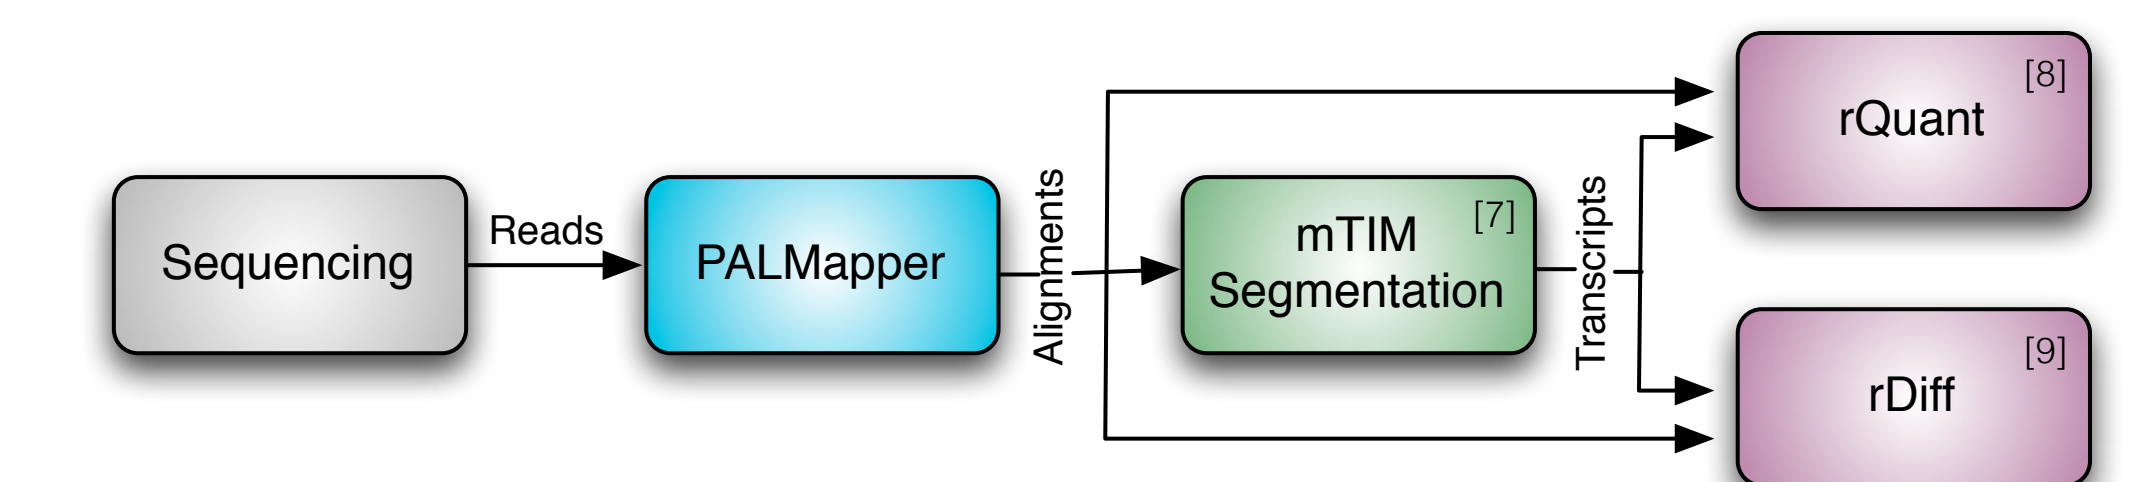 Sequencing
Reads
PALMapper
Alignments
[7]
mTIM
Segmentation
Transcripts
[8]
rQuant
[9]
rDiff